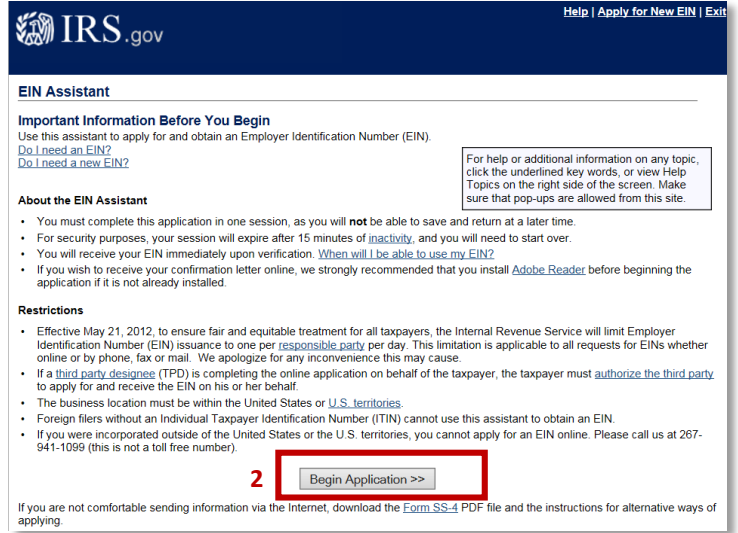 Help | Apply for New EIN | Exit
IRS.gov
EIN Assistant
Important Information Before You Begin
Use this assistant to apply for and obtain an Employer Identification Number (EIN).
Do I need an EIN?
Do I need a new EIN?
For help or additional information on any topic,
click the underlined key words, or view Help
Topics on the right side of the screen. Make
sure that pop-ups are allowed from this site.
About the EIN Assistant
• You must complete this application in one session, as you will not be able to save and return at a later time.
• For security purposes, your session will expire after 15 minutes of inactivity, and you will need to start over.
• You will receive your EIN immediately upon verification. When will I be able to use my EIN?
• If you wish to receive your confirmation letter online, we strongly recommended that you install Adobe Reader before beginning the
application if it is not already installed.
Restrictions
• Effective May 21, 2012, to ensure fair and equitable treatment for all taxpayers, the Internal Revenue Service will limit Employer
Identification Number (EIN) issuance to one per responsible party per day. This limitation is applicable to all requests for EINs whether
online or by phone, fax or mail. We apologize for any inconvenience this may cause.
• If a third party designee (TPD) is completing the online application on behalf of the taxpayer, the taxpayer must authorize the third party
to apply for and receive the EIN on his or her behalf.
• The business location must be within the United States or U.S. territories.
• Foreign filers without an Individual Taxpayer Identification Number (ITIN) cannot use this assistant to obtain an EIN.
• If you were incorporated outside of the United States or the U.S. territories, you cannot apply for an EIN online. Please call us at 267-
941-1099 (this is not a toll free number).
2
Begin Application >>
If you are not comfortable sending information via the Internet, download the Form SS-4 PDF file and the instructions for alternative ways of
applying.